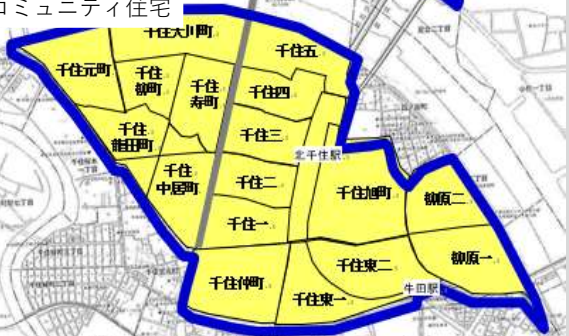 コミュニティ住宅
千住大川町
千住五
千住元町
千住
柳町
千住
寿町
千住四
千住
龍田町
千住三
北千住駅
千住
中居町
千住二
千住旭町
柳原二
千住一
千住仲町
千住東二
柳原一
千住東一
牛田駅